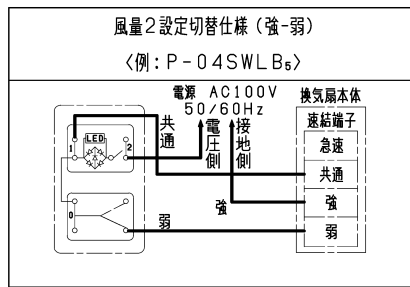 風量2設定切替仕様(強-弱)
〈例:P-04SWLB₅〉
電源 AC100V
50/60Hz
換気扇本体
速結端子
急速
共通
強
弱
共通
電圧側
接地側
LED
1
2
0
強
弱